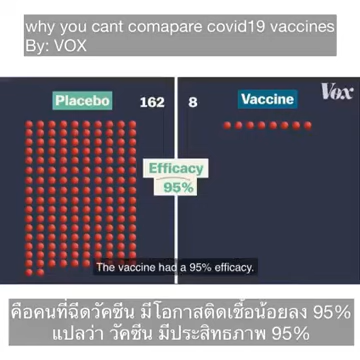 why you cant comapare covid19 vaccines
By: VOX
Placebo 162 8 Vaccine Vox
Efficacy
95%
The vaccine had a 95% efficacy.
คือคนที่ฉีดวัคซีน มีโอกาสติดเชื้อน้อยลง 95%
แปลว่า วัคซีน มีประสิทธภาพ 95%